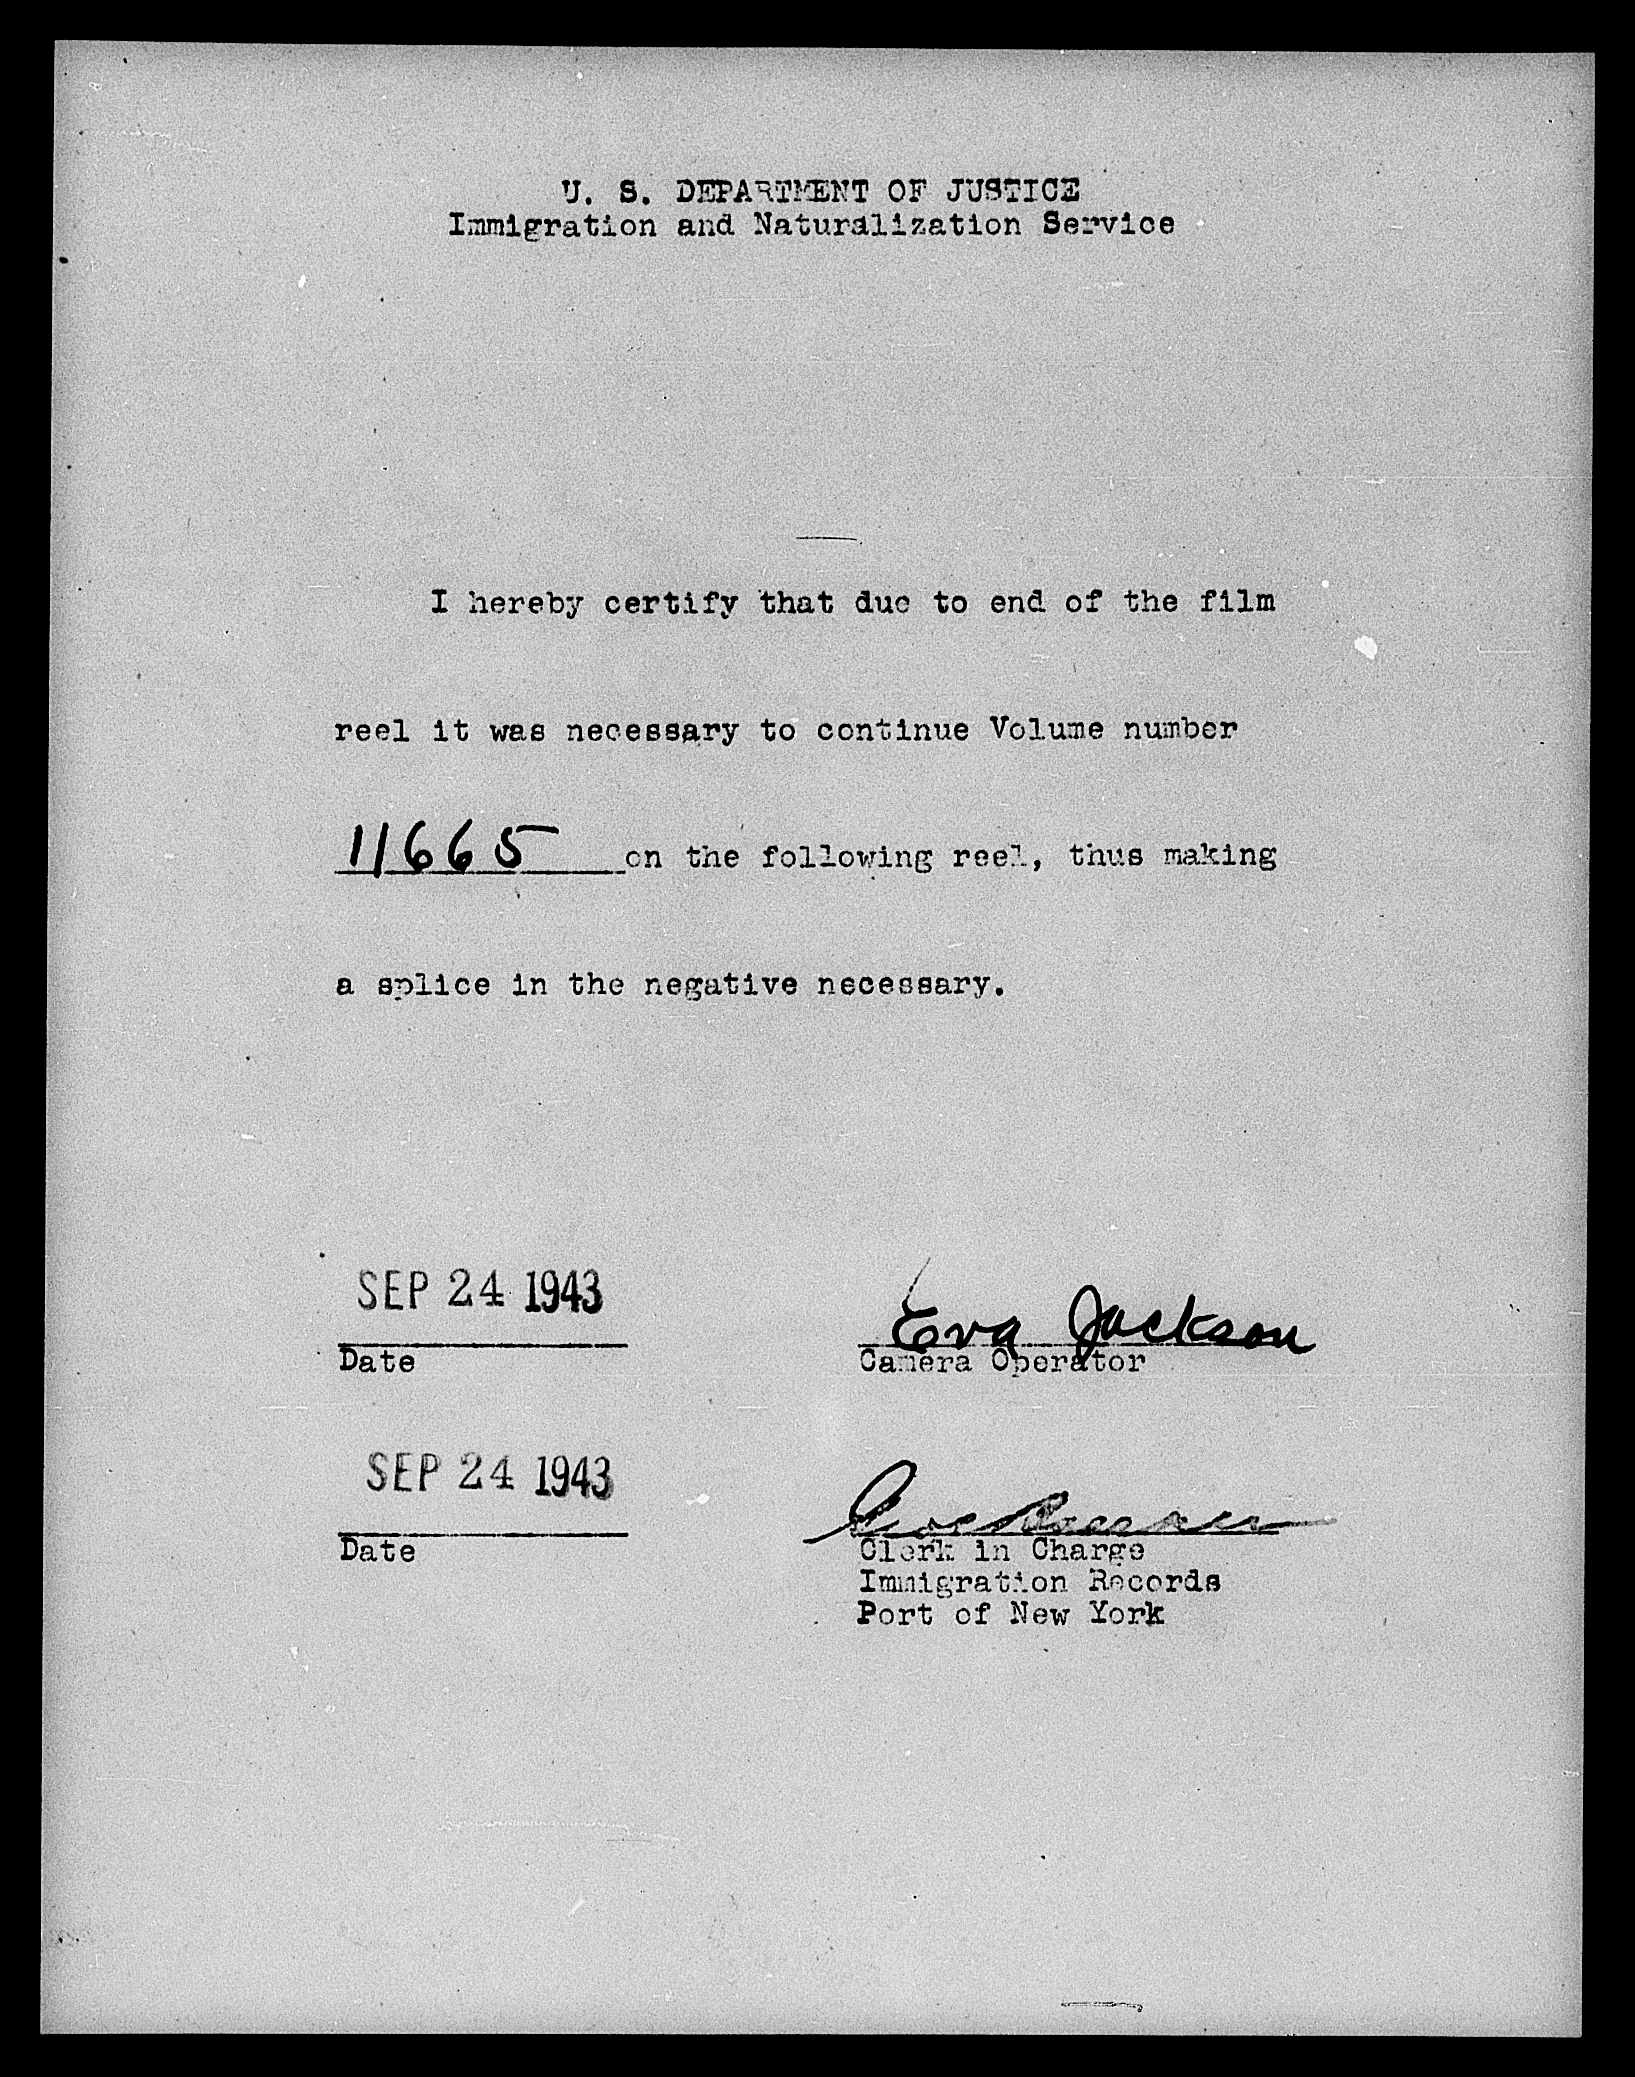 U. S. DEPARTMENT OF JUSTICE
Immigration and Naturalization Service
I hereby certify that due to end of the film
reel it was necessary to continue Volume number
11665 on the following reel, thus making
a splice in the negative necessary.
SEP 24 1943
Eva Jackson
Date
Camera Operator
SEP 24 1943
Date
Clerk in Charge
Immigration Records
Port of New York